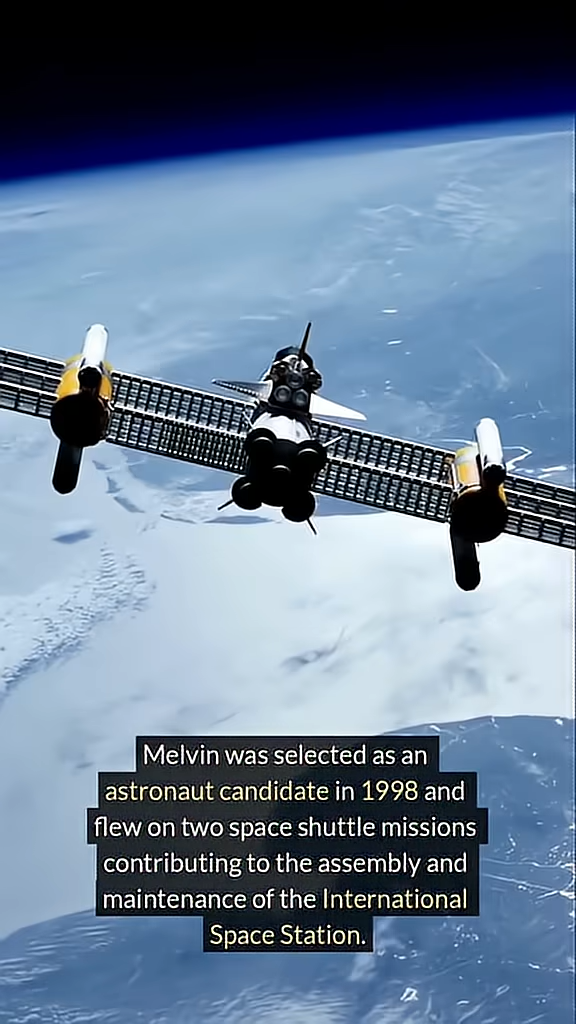 Melvin was selected as an
astronaut candidate in 1998 and
flew on two space shuttle missions
contributing to the assembly and
maintenance of the International
Space Station.